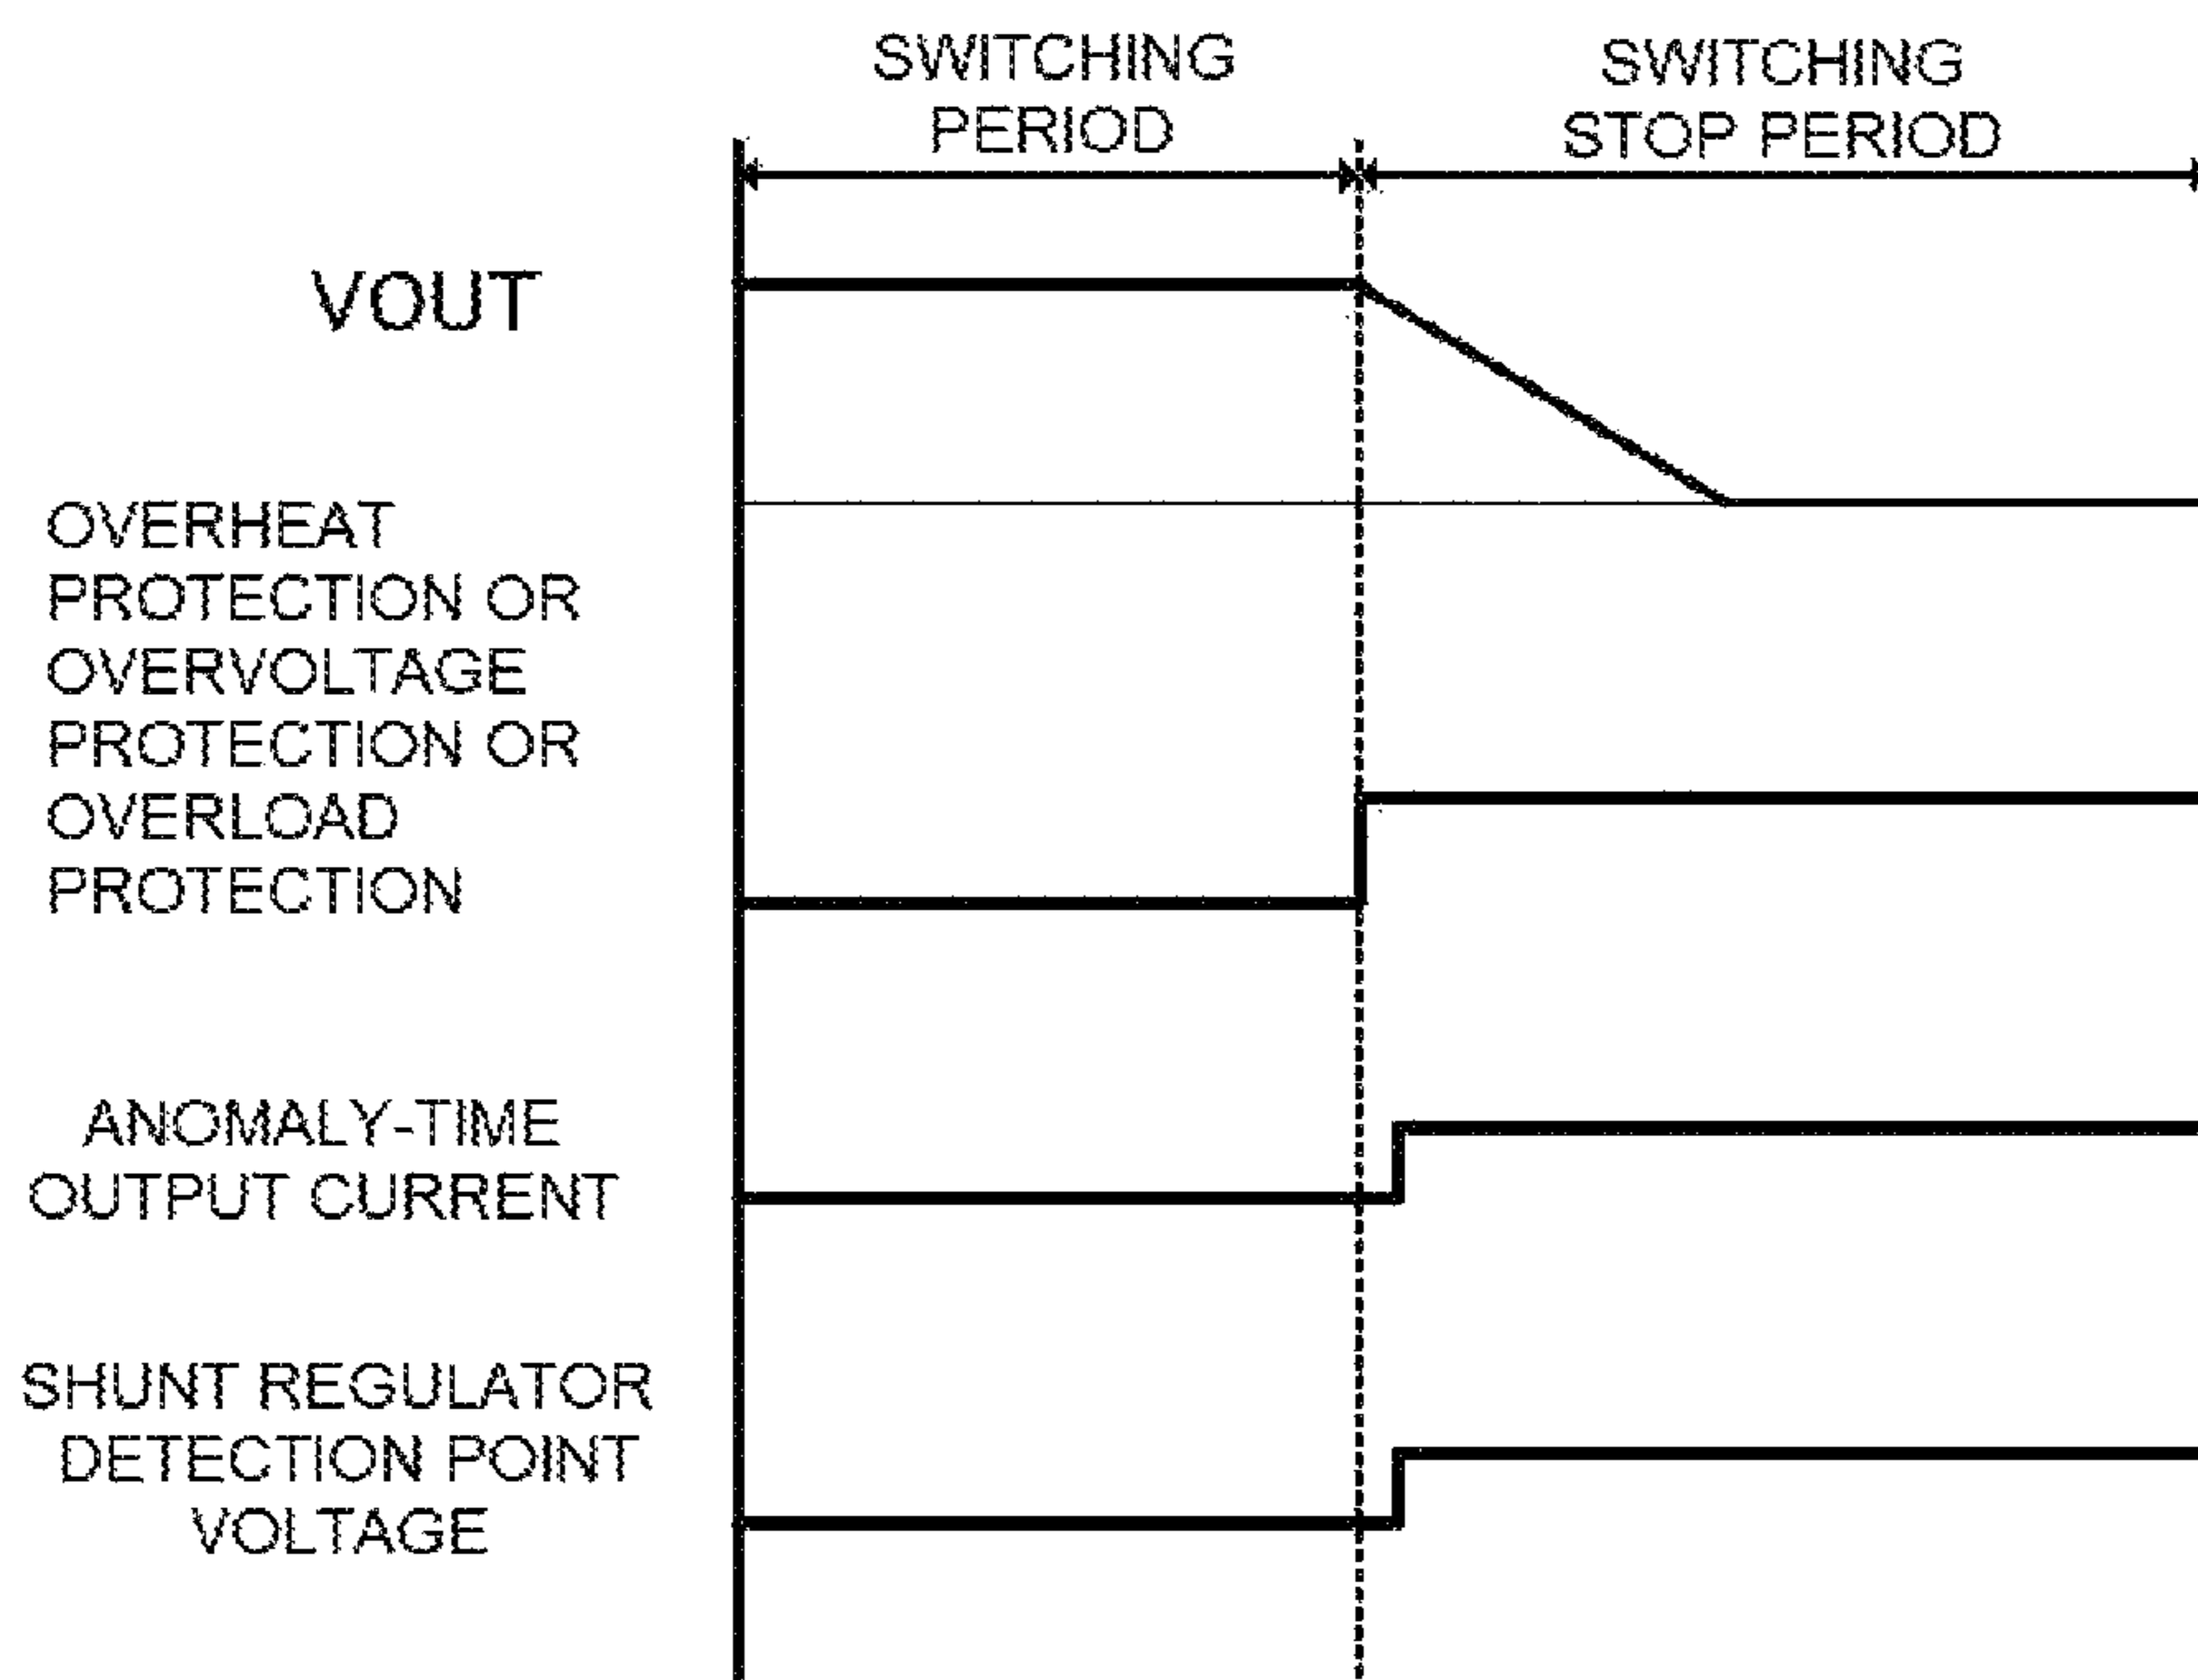 SWITCHING
PERIOD
SWITCHING
STOP PERIOD
VOUT
OVERHEAT
PROTECTION OR
OVERVOLTAGE
PROTECTION OR
OVERLOAD
PROTECTION
ANOMALY-TIME
OUTPUT CURRENT
SHUNT REGULATOR
DETECTION POINT
VOLTAGE